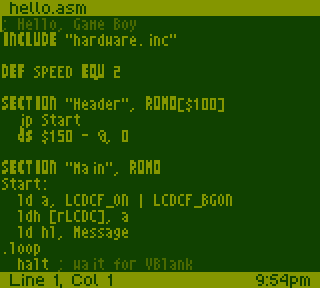 hello.asm
; Hello, Game Boy
INCLUDE "hardware.inc"
DEF SPEED EQU 2
SECTION "Header", ROM0[$100]
jp Start
ds $150 - @, 0
SECTION "Main", ROM0
Start:
ld a, LCDCF_ON | LCDCF_BGON
ldh [rLCDC], a
ld hl, Message
.loop
halt ; wait for VBlank
Line 1, Col 1
9:54pm